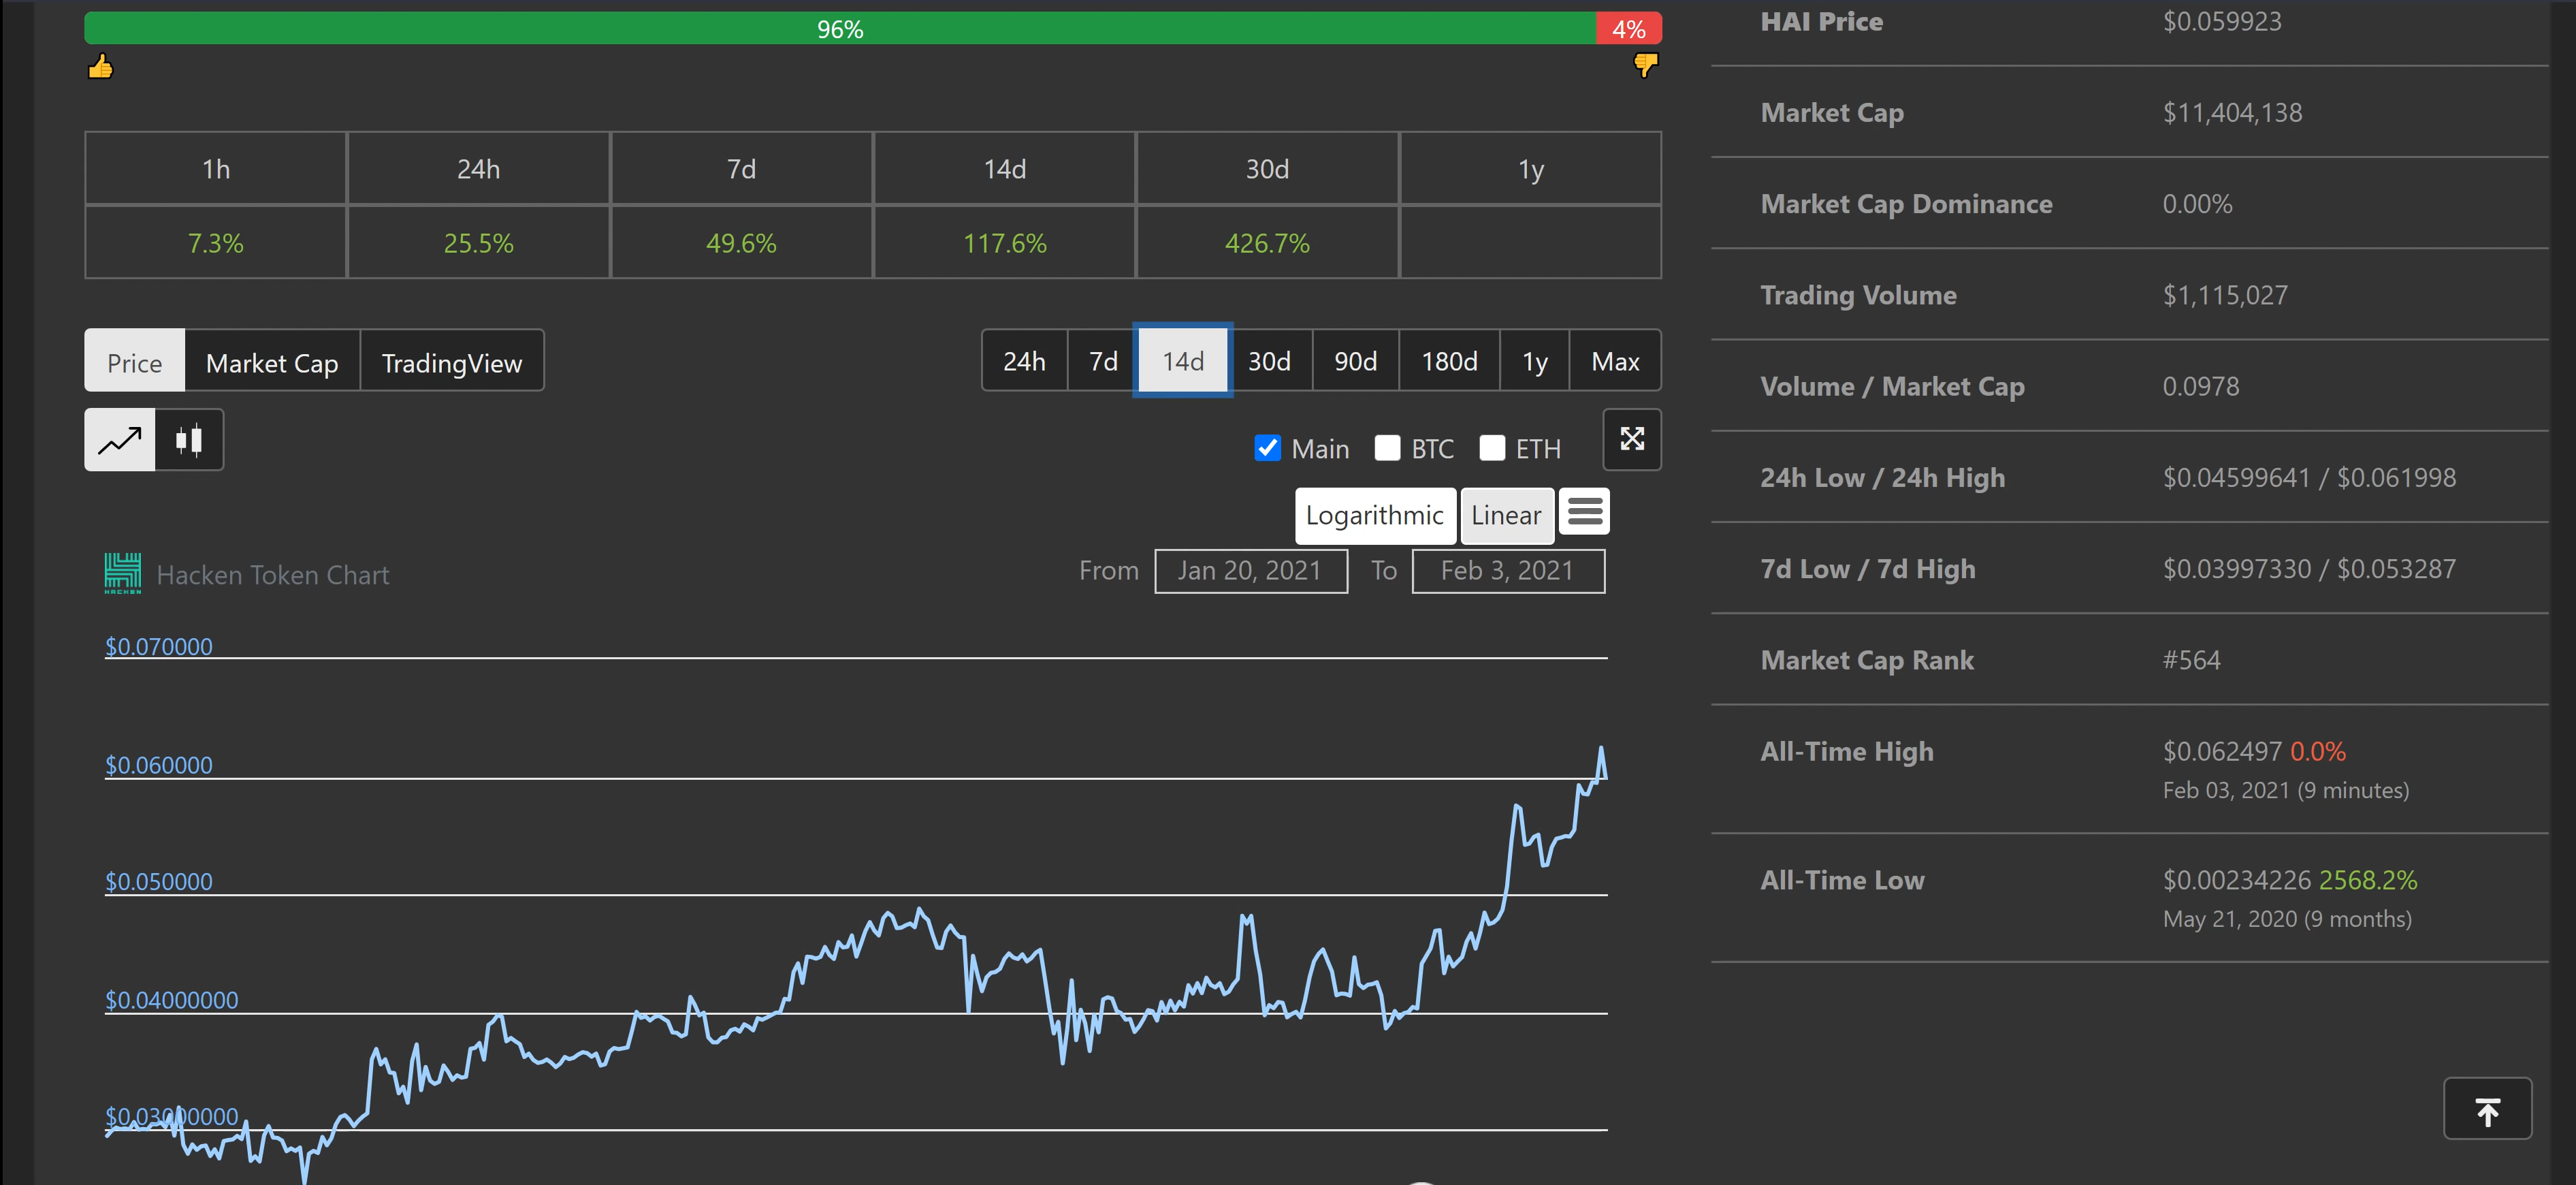 96% 4%
1h 24h 7d 14d 30d 1y
7.3% 25.5% 49.6% 117.6% 426.7%
Price Market Cap TradingView
24h 7d 14d 30d 90d 180d 1y Max
Main BTC ETH
Logarithmic Linear
HACKEN
Hacken Token Chart
From Jan 20, 2021 To Feb 3, 2021
$0.070000
$0.060000
$0.050000
$0.04000000
$0.03000000
HAI Price $0.059923
Market Cap $11,404,138
Market Cap Dominance 0.00%
Trading Volume $1,115,027
Volume / Market Cap 0.0978
24h Low / 24h High $0.04599641 / $0.061998
7d Low / 7d High $0.03997330 / $0.053287
Market Cap Rank #564
All-Time High $0.062497 0.0%
Feb 03, 2021 (9 minutes)
All-Time Low $0.00234226 2568.2%
May 21, 2020 (9 months)